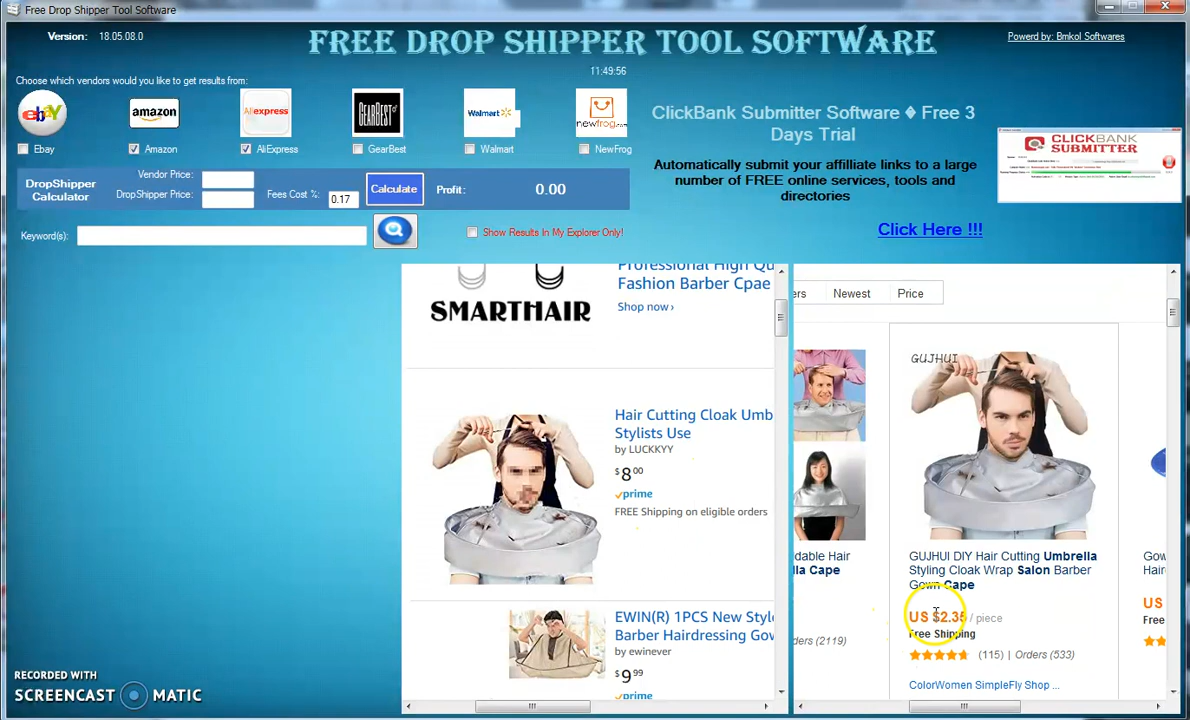 Free Drop Shipper Tool Software
Version: 18.05.08.0
FREE DROP SHIPPER TOOL SOFTWARE
Powerd by: Bmkol Softwares
11:49:56
Choose which vendors would you like to get results from:
ebay
amazon
AliExpress
GEARBEST
Walmart
newfrog.com
Ebay
Amazon
AliExpress
GearBest
Walmart
NewFrog
ClickBank Submitter Software ♦ Free 3
Days Trial
CLICKBANK
SUBMITTER
Automatically submit your affilliate links to a large
number of FREE online services, tools and
directories
Click Here !!!
DropShipper
Calculator
Vendor Price:
DropShipper Price:
Fees Cost %: 0.17
Calculate
Profit: 0.00
Keyword(s):
Show Results In My Explorer Only!
Professional High Qu
Fashion Barber Cpae
Shop now ›
SMARTHAIR
Hair Cutting Cloak Umb
Stylists Use
by LUCKKYY
$8 00
prime
FREE Shipping on eligible orders
EWIN(R) 1PCS New Style
Barber Hairdressing Gow
by ewinever
$9 99
prime
ers
Newest
Price
GUJHUI
dable Hair
lla Cape
ders (2119)
GUJHUI DIY Hair Cutting Umbrella
Styling Cloak Wrap Salon Barber
Gown Cape
US $2.35 / piece
Free Shipping
(115) | Orders (533)
ColorWomen SimpleFly Shop ...
Gow
Hair
US
Free
RECORDED WITH
SCREENCAST MATIC